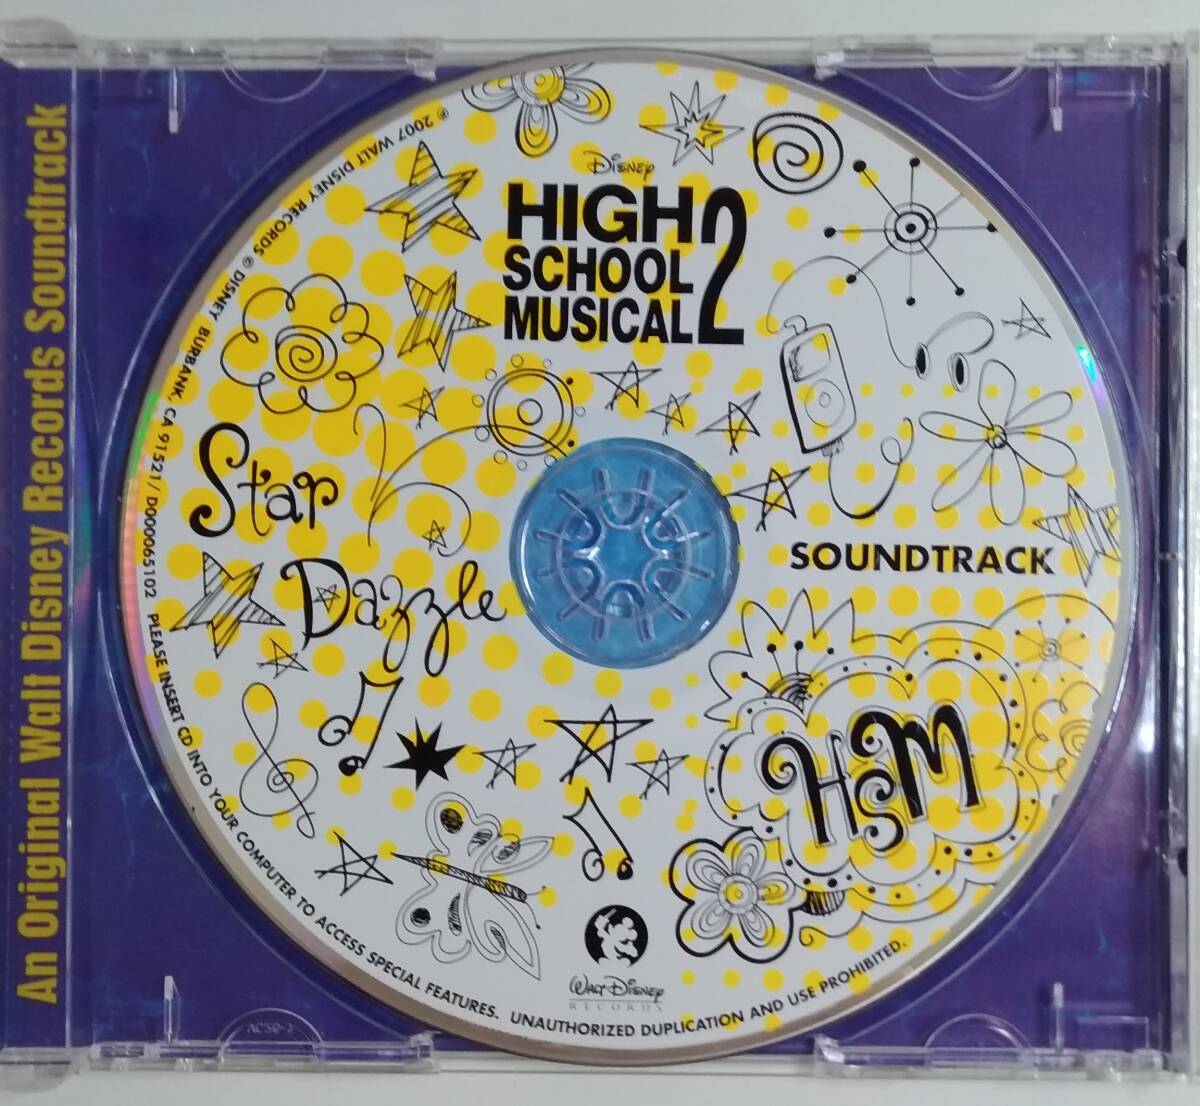 An Original Walt Disney Records Soundtrack
Disney
HIGH
SCHOOL
MUSICAL 2
Star
Dazzle
SOUNDTRACK
HSM
Walt Disney
RECORDS
℗ 2007 WALT DISNEY RECORDS © DISNEY BURBANK, CA 91521/ D000065102 PLEASE INSERT CD INTO YOUR COMPUTER TO ACCESS SPECIAL FEATURES. UNAUTHORIZED DUPLICATION AND USE PROHIBITED.